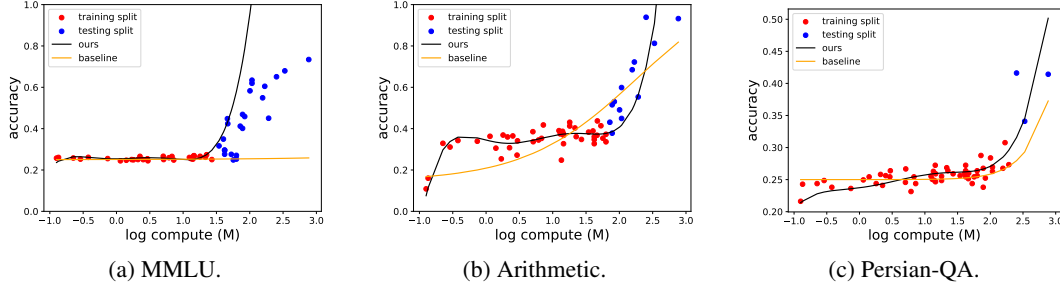 1.0
0.8
0.6
0.4
0.2
0.0
accuracy
training split
testing split
ours
baseline
−1.0 −0.5 0.0 0.5 1.0 1.5 2.0 2.5 3.0
log compute (M)
(a) MMLU.
1.0
0.8
0.6
0.4
0.2
0.0
accuracy
training split
testing split
ours
baseline
−1.0 −0.5 0.0 0.5 1.0 1.5 2.0 2.5 3.0
log compute (M)
(b) Arithmetic.
0.50
0.45
0.40
0.35
0.30
0.25
0.20
accuracy
training split
testing split
ours
baseline
−1.0 −0.5 0.0 0.5 1.0 1.5 2.0 2.5 3.0
log compute (M)
(c) Persian-QA.